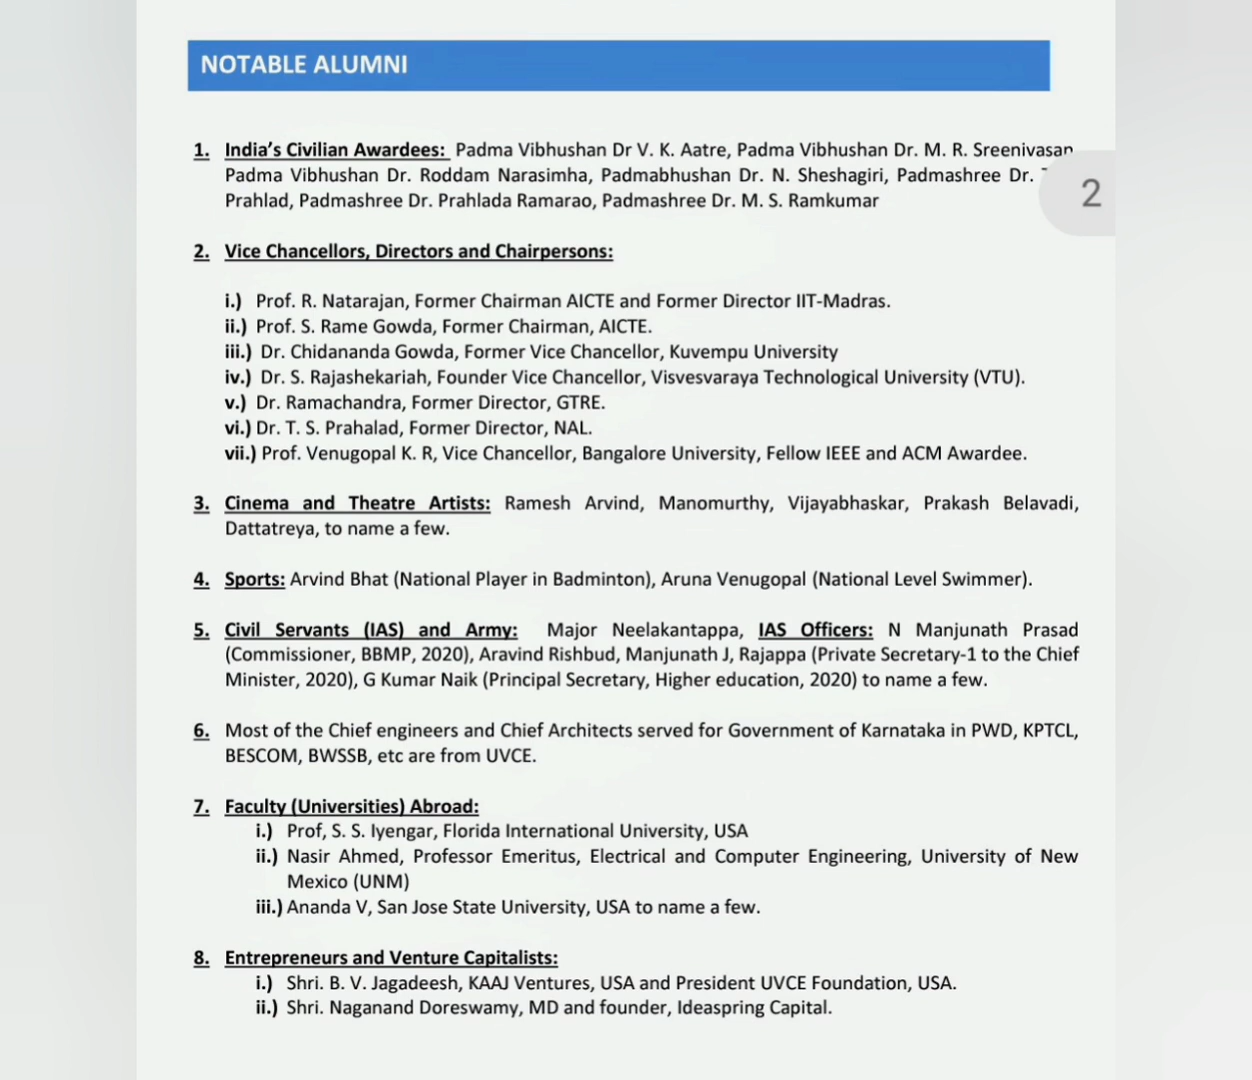 NOTABLE ALUMNI
1. India's Civilian Awardees: Padma Vibhushan Dr V. K. Aatre, Padma Vibhushan Dr. M. R. Sreenivasan
Padma Vibhushan Dr. Roddam Narasimha, Padmabhushan Dr. N. Sheshagiri, Padmashree Dr.
Prahlad, Padmashree Dr. Prahlada Ramarao, Padmashree Dr. M. S. Ramkumar
2
2. Vice Chancellors, Directors and Chairpersons:
i.) Prof. R. Natarajan, Former Chairman AICTE and Former Director IIT-Madras.
ii.) Prof. S. Rame Gowda, Former Chairman, AICTE.
iii.) Dr. Chidananda Gowda, Former Vice Chancellor, Kuvempu University
iv.) Dr. S. Rajashekariah, Founder Vice Chancellor, Visvesvaraya Technological University (VTU).
v.) Dr. Ramachandra, Former Director, GTRE.
vi.) Dr. T. S. Prahalad, Former Director, NAL.
vii.) Prof. Venugopal K. R, Vice Chancellor, Bangalore University, Fellow IEEE and ACM Awardee.
3. Cinema and Theatre Artists: Ramesh Arvind, Manomurthy, Vijayabhaskar, Prakash Belavadi,
Dattatreya, to name a few.
4. Sports: Arvind Bhat (National Player in Badminton), Aruna Venugopal (National Level Swimmer).
5. Civil Servants (IAS) and Army: Major Neelakantappa, IAS Officers: N Manjunath Prasad
(Commissioner, BBMP, 2020), Aravind Rishbud, Manjunath J, Rajappa (Private Secretary-1 to the Chief
Minister, 2020), G Kumar Naik (Principal Secretary, Higher education, 2020) to name a few.
6. Most of the Chief engineers and Chief Architects served for Government of Karnataka in PWD, KPTCL,
BESCOM, BWSSB, etc are from UVCE.
7. Faculty (Universities) Abroad:
i.) Prof, S. S. Iyengar, Florida International University, USA
ii.) Nasir Ahmed, Professor Emeritus, Electrical and Computer Engineering, University of New
Mexico (UNM)
iii.) Ananda V, San Jose State University, USA to name a few.
8. Entrepreneurs and Venture Capitalists:
i.) Shri. B. V. Jagadeesh, KAAJ Ventures, USA and President UVCE Foundation, USA.
ii.) Shri. Naganand Doreswamy, MD and founder, Ideaspring Capital.